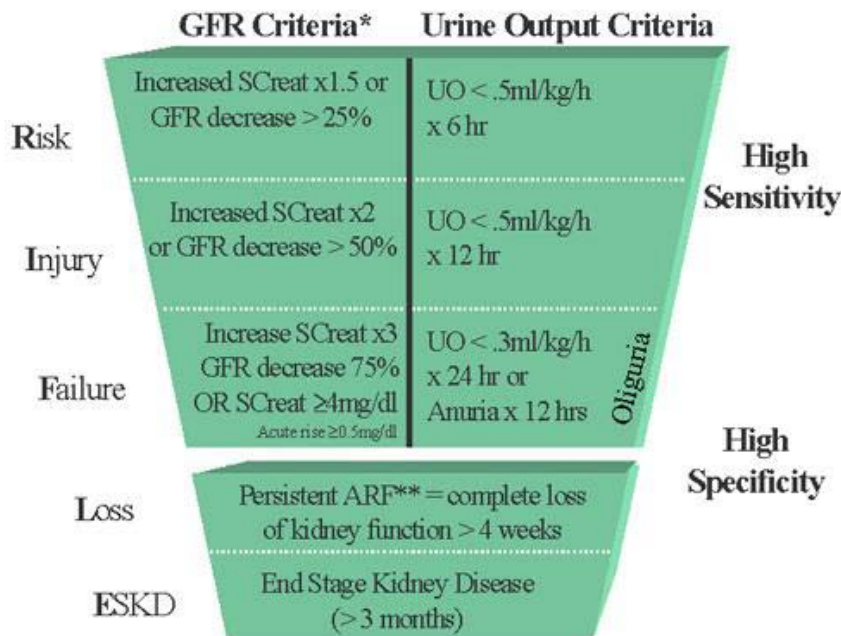 GFR Criteria*
Urine Output Criteria
Risk
Increased SCreat x1.5 or
GFR decrease > 25%
UO < .5ml/kg/h
x 6 hr
High
Sensitivity
Injury
Increased SCreat x2
or GFR decrease > 50%
UO < .5ml/kg/h
x 12 hr
Failure
Increase SCreat x3
GFR decrease 75%
OR SCreat ≥4mg/dl
Acute rise ≥0.5mg/dl
UO < .3ml/kg/h
x 24 hr or
Anuria x 12 hrs
Oliguria
High
Specificity
Loss
Persistent ARF** = complete loss
of kidney function > 4 weeks
ESKD
End Stage Kidney Disease
(> 3 months)